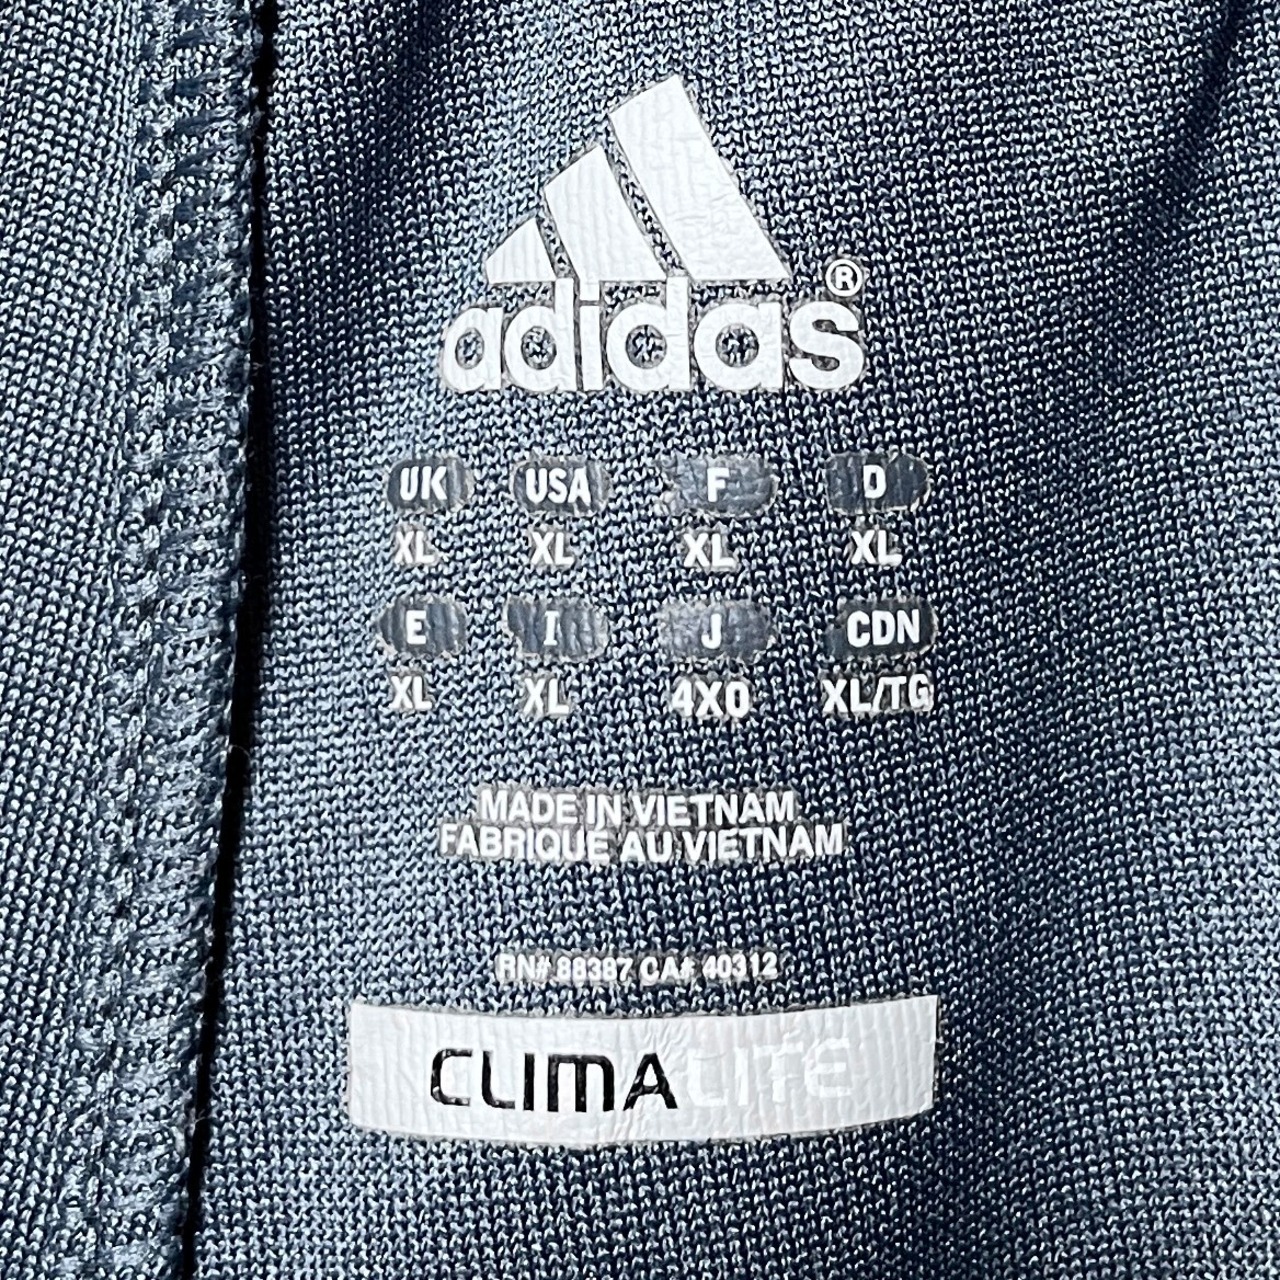 adidas®
UK USA F D
XL XL XL XL
E I J CDN
XL XL 4XO XL/TG
MADE IN VIETNAM
FABRIQUÉ AU VIETNAM
RN# 88387 CA# 40312
CLIMALITE